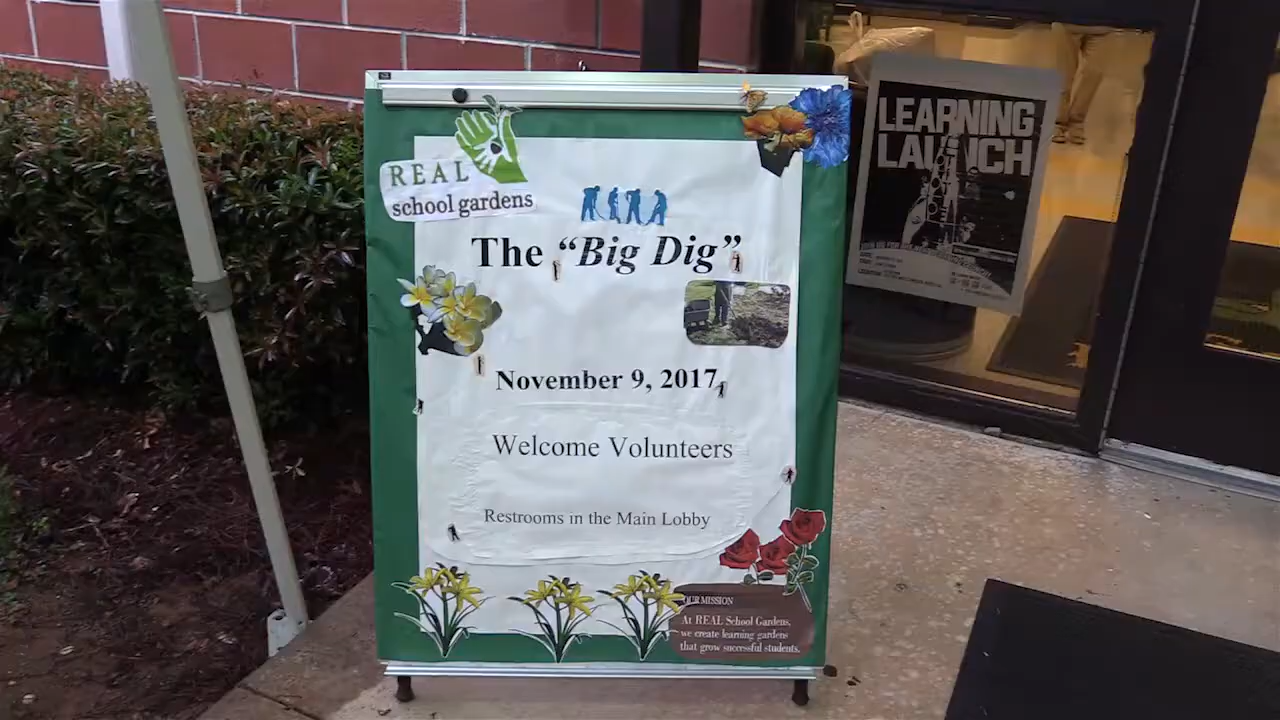 REAL
school gardens
The “Big Dig”
November 9, 2017
Welcome Volunteers
Restrooms in the Main Lobby
OUR MISSION
At REAL School Gardens,
we create learning gardens
that grow successful students.
LEARNING
LAUNCH